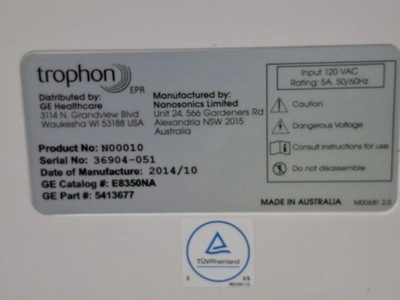 trophon
EPR
Distributed by:
GE Healthcare
3114 N. Grandview Blvd
Waukesha WI 53188 USA
Manufactured by:
Nanosonics Limited
Unit 24, 566 Gardeners Rd
Alexandria NSW 2015
Australia
Product No: N00010
Serial No: 36904-051
Date of Manufacture: 2014/10
GE Catalog #: E8350NA
GE Part #: 5413677
Input 120 VAC
Rating: 5A, 50/60Hz
Caution
Dangerous Voltage
Consult instructions for use
Do not disassemble
MADE IN AUSTRALIA
M00681 2.0
TÜVRheinland